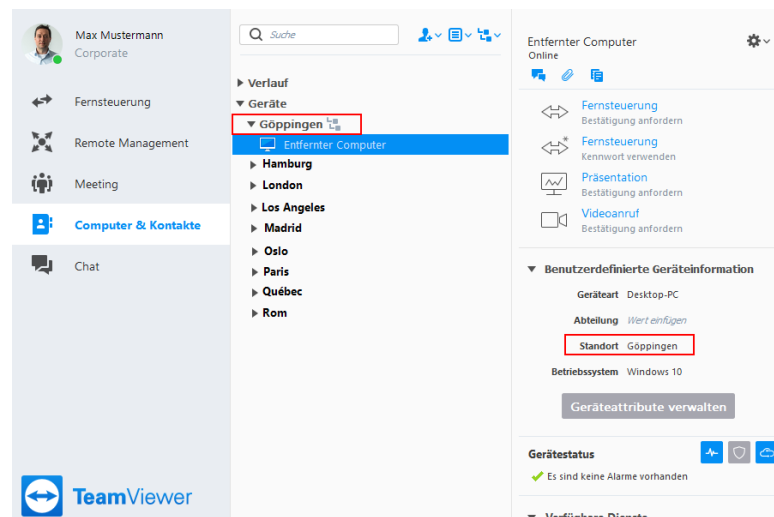 Max Mustermann
Corporate
Fernsteuerung
Remote Management
Meeting
Computer & Kontakte
Chat
TeamViewer
Suche
Verlauf
Geräte
Göppingen
Entfernter Computer
Hamburg
London
Los Angeles
Madrid
Oslo
Paris
Québec
Rom
Entfernter Computer
Online
Fernsteuerung
Bestätigung anfordern
Fernsteuerung
Kennwort verwenden
Präsentation
Bestätigung anfordern
Videoanruf
Bestätigung anfordern
Benutzerdefinierte Geräteinformation
Geräteart Desktop-PC
Abteilung Wert einfügen
Standort Göppingen
Betriebssystem Windows 10
Geräteattribute verwalten
Gerätestatus
Es sind keine Alarme vorhanden
Verfügbare Dienste